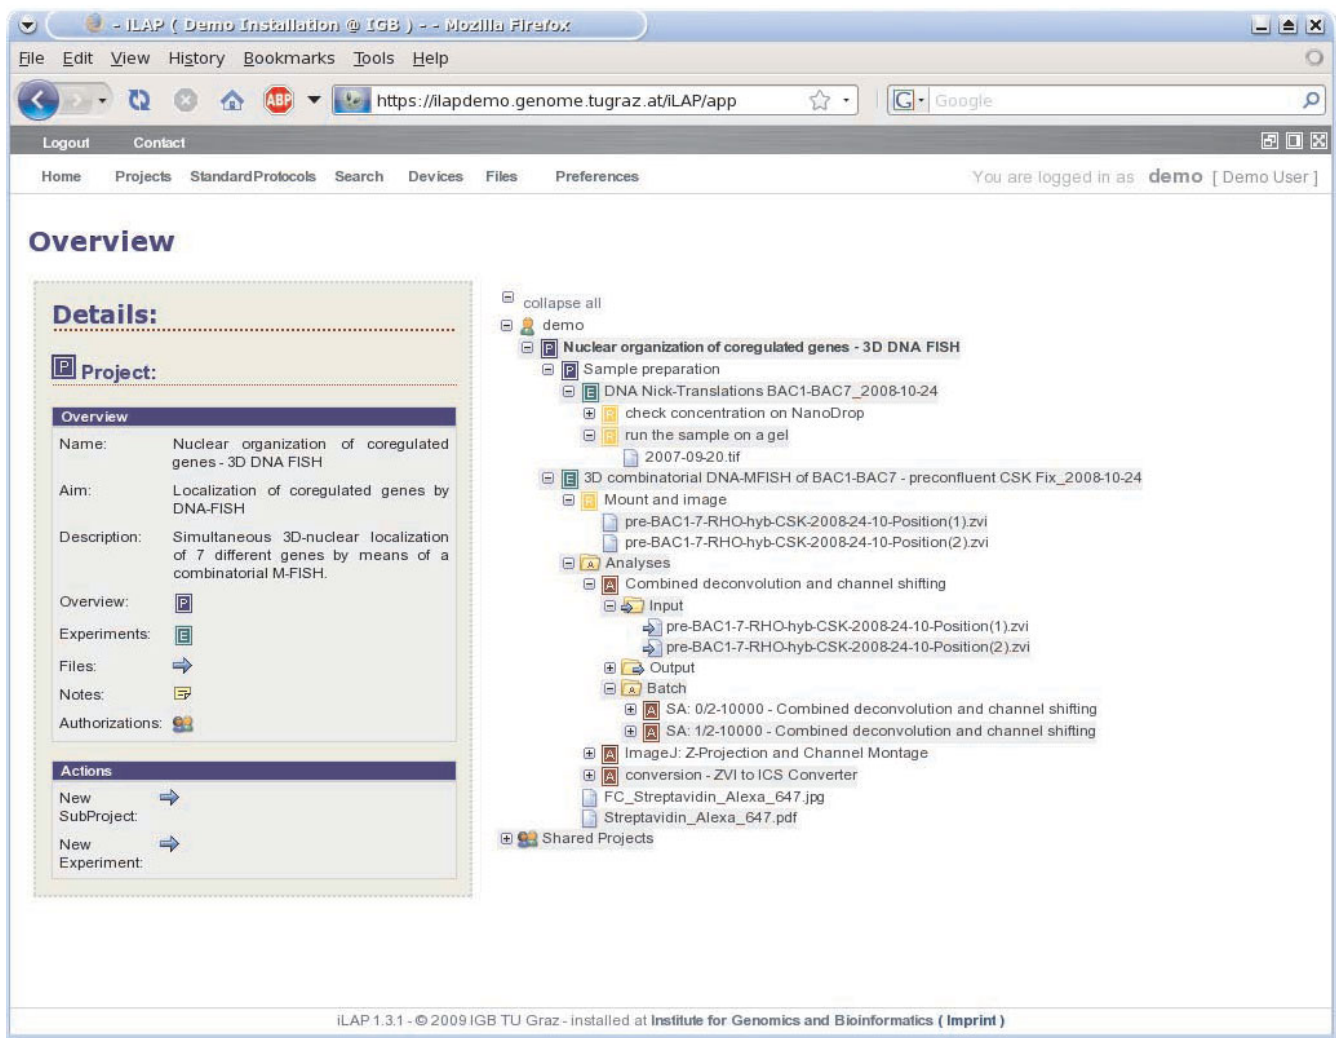 - iLAP ( Demo Installation @ IGB ) - - Mozilla Firefox
File Edit View History Bookmarks Tools Help
ABP https://ilapdemo.genome.tugraz.at/iLAP/app G Google
Logout Contact
Home Projects StandardProtocols Search Devices Files Preferences You are logged in as demo [ Demo User ]
Overview
Details:
P Project:
Overview
Name: Nuclear organization of coregulated
genes - 3D DNA FISH
Aim: Localization of coregulated genes by
DNA-FISH
Description: Simultaneous 3D-nuclear localization
of 7 different genes by means of a
combinatorial M-FISH.
Overview: P
Experiments: E
Files:
Notes:
Authorizations:
Actions
New
SubProject:
New
Experiment:
collapse all
demo
P Nuclear organization of coregulated genes - 3D DNA FISH
P Sample preparation
E DNA Nick-Translations BAC1-BAC7_2008-10-24
R check concentration on NanoDrop
R run the sample on a gel
2007-09-20.tif
E 3D combinatorial DNA-MFISH of BAC1-BAC7 - preconfluent CSK Fix_2008-10-24
R Mount and image
pre-BAC1-7-RHO-hyb-CSK-2008-24-10-Position(1).zvi
pre-BAC1-7-RHO-hyb-CSK-2008-24-10-Position(2).zvi
A Analyses
A Combined deconvolution and channel shifting
Input
pre-BAC1-7-RHO-hyb-CSK-2008-24-10-Position(1).zvi
pre-BAC1-7-RHO-hyb-CSK-2008-24-10-Position(2).zvi
Output
A Batch
A SA: 0/2-10000 - Combined deconvolution and channel shifting
A SA: 1/2-10000 - Combined deconvolution and channel shifting
A ImageJ: Z-Projection and Channel Montage
A conversion - ZVI to ICS Converter
FC_Streptavidin_Alexa_647.jpg
Streptavidin_Alexa_647.pdf
Shared Projects
iLAP 1.3.1 - © 2009 IGB TU Graz - installed at Institute for Genomics and Bioinformatics ( Imprint )